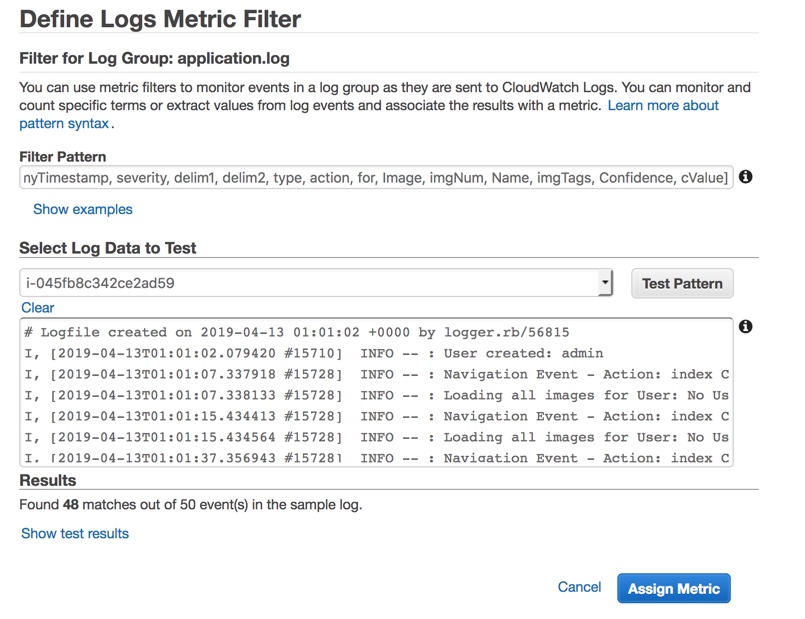 Define Logs Metric Filter
Filter for Log Group: application.log
You can use metric filters to monitor events in a log group as they are sent to CloudWatch Logs. You can monitor and
count specific terms or extract values from log events and associate the results with a metric. Learn more about
pattern syntax.
Filter Pattern
nyTimestamp, severity, delim1, delim2, type, action, for, Image, imgNum, Name, imgTags, Confidence, cValue]
Show examples
Select Log Data to Test
i-045fb8c342ce2ad59
Test Pattern
Clear
# Logfile created on 2019-04-13 01:01:02 +0000 by logger.rb/56815
I, [2019-04-13T01:01:02.079420 #15710]  INFO -- : User created: admin
I, [2019-04-13T01:01:07.337918 #15728]  INFO -- : Navigation Event - Action: index C
I, [2019-04-13T01:01:07.338133 #15728]  INFO -- : Loading all images for User: No Us
I, [2019-04-13T01:01:15.434413 #15728]  INFO -- : Navigation Event - Action: index C
I, [2019-04-13T01:01:15.434564 #15728]  INFO -- : Loading all images for User: No Us
I, [2019-04-13T01:01:37.356943 #15728]  INFO -- : Navigation Event - Action: index C
Results
Found 48 matches out of 50 event(s) in the sample log.
Show test results
Cancel
Assign Metric